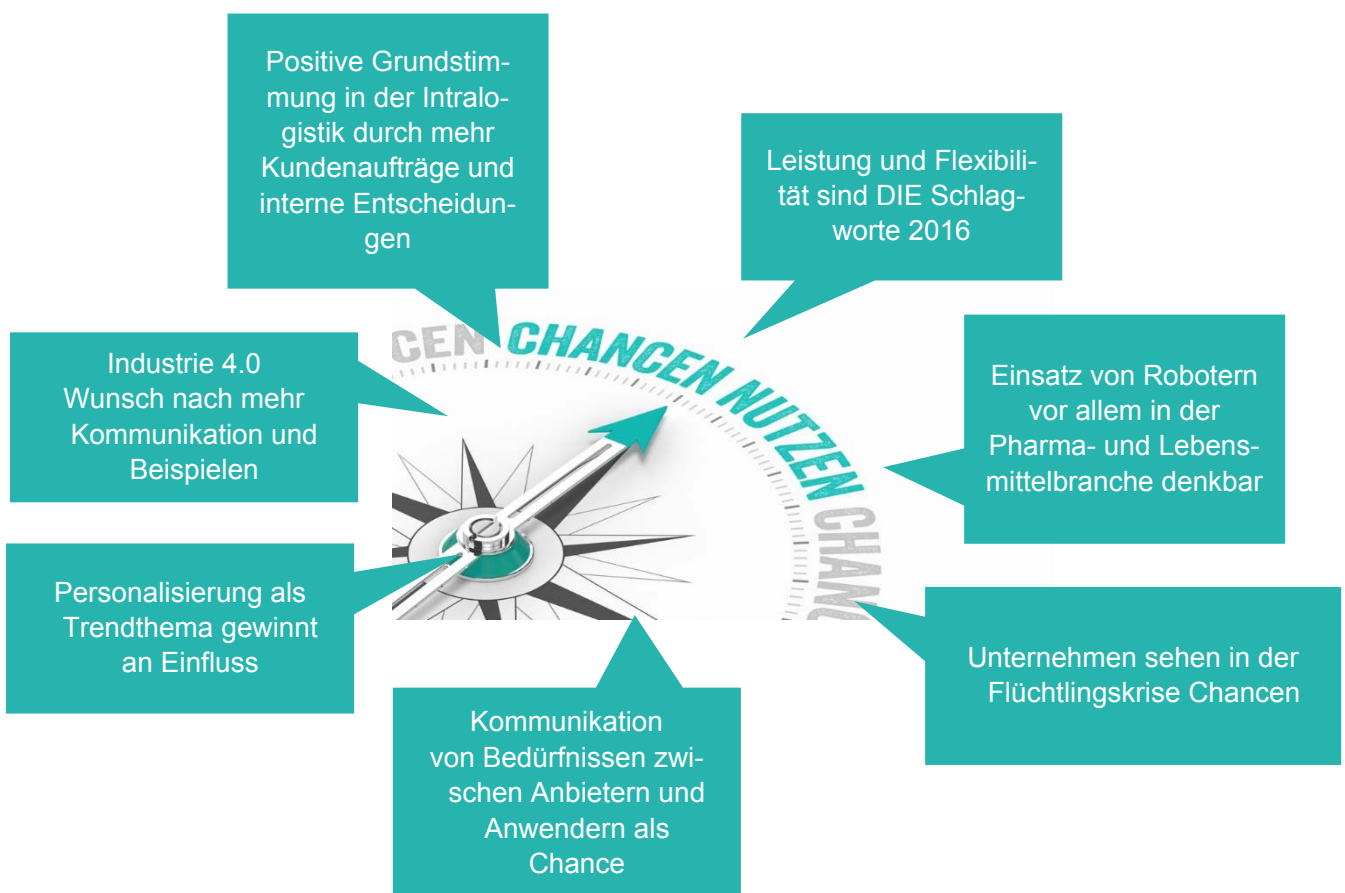 Positive Grundstim-
mung in der Intralo-
gistik durch mehr
Kundenaufträge und
interne Entscheidun-
gen
Leistung und Flexibili-
tät sind DIE Schlag-
worte 2016
CEN CHANCEN NUTZEN CHANC
Industrie 4.0
Wunsch nach mehr
Kommunikation und
Beispielen
Einsatz von Robotern
vor allem in der
Pharma- und Lebens-
mittelbranche denkbar
Personalisierung als
Trendthema gewinnt
an Einfluss
Unternehmen sehen in der
Flüchtlingskrise Chancen
Kommunikation
von Bedürfnissen zwi-
schen Anbietern und
Anwendern als
Chance